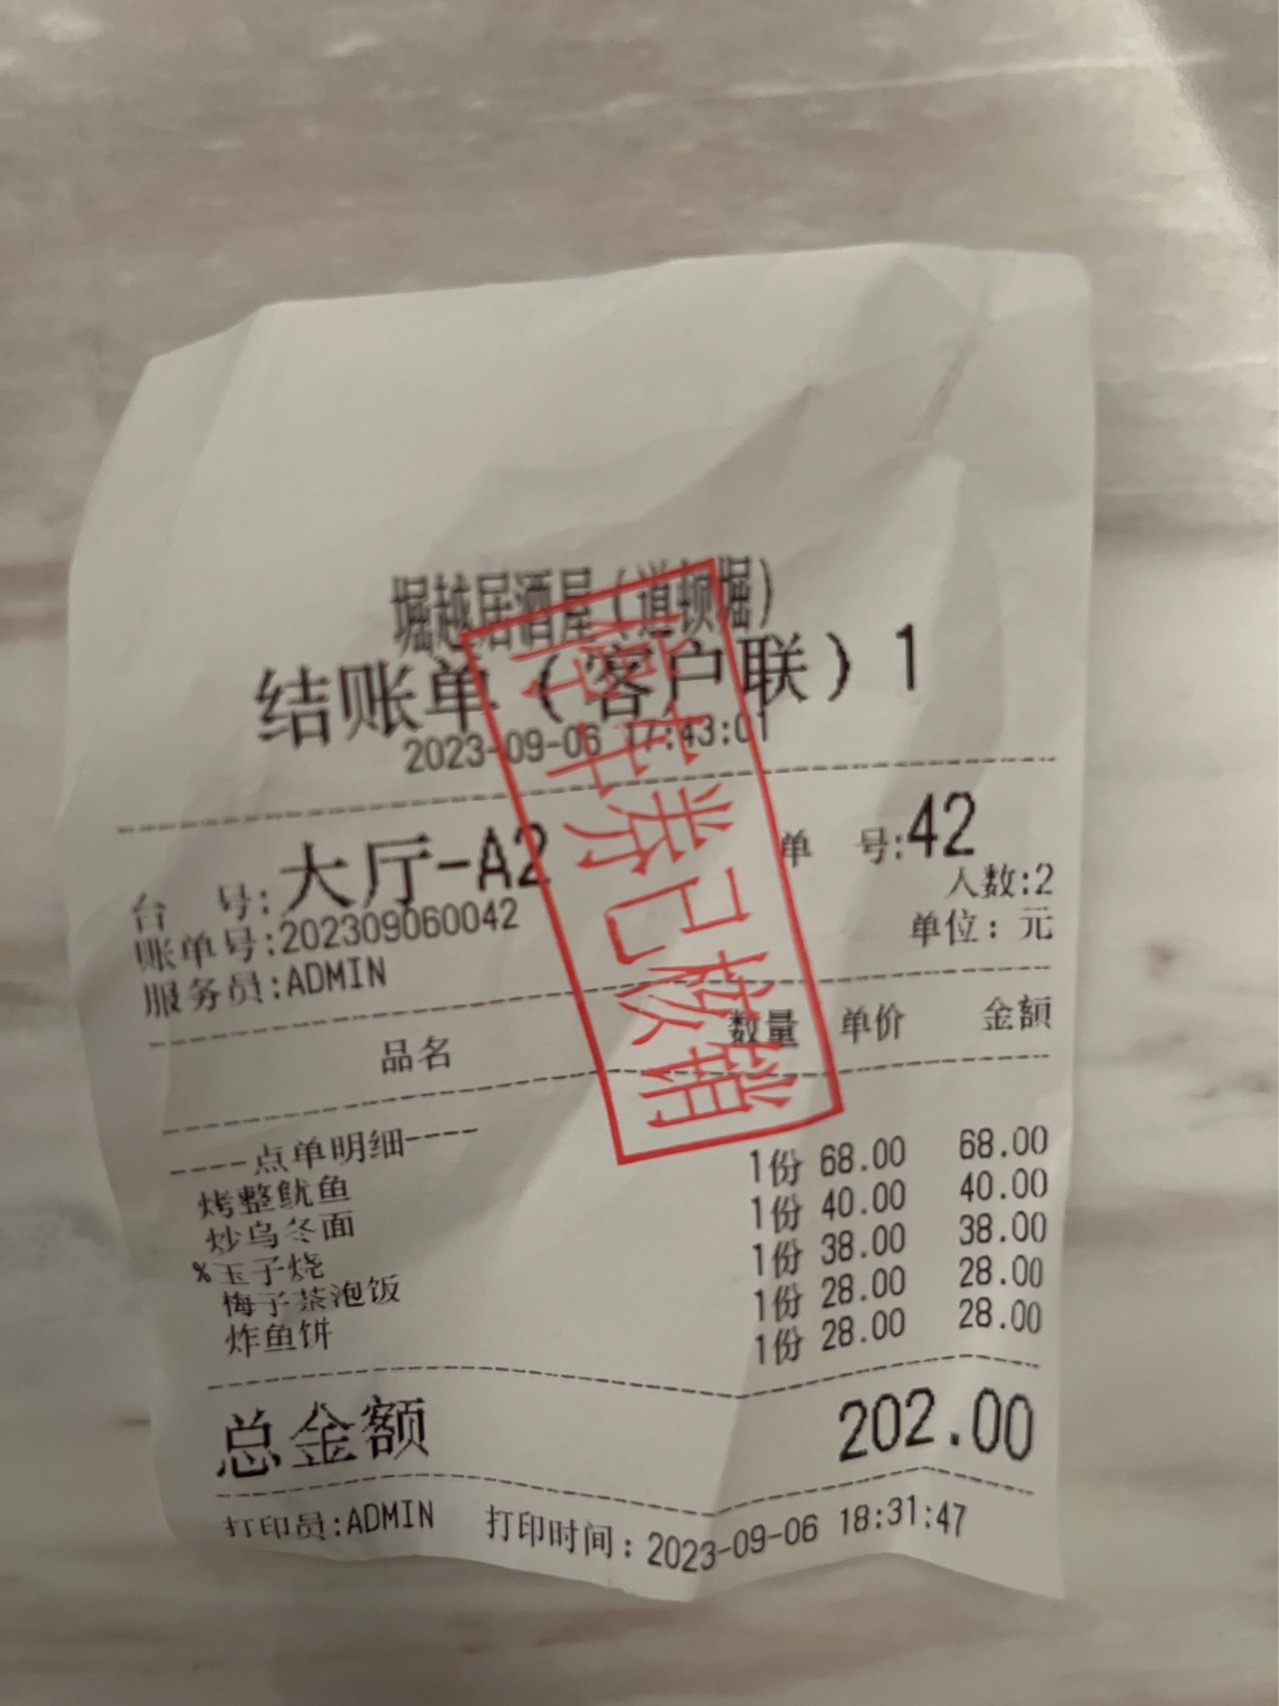 堀越居酒屋（道顿堀）
结账单（客户联）1
2023-09-06 17:43:01
台 号:大厅-A2 单 号:42
人数:2
账单号:202309060042 单位：元
服务员:ADMIN
品名 数量 单价 金额
----点单明细----
烤整鱿鱼 1份 68.00 68.00
炒乌冬面 1份 40.00 40.00
%玉子烧 1份 38.00 38.00
梅子茶泡饭 1份 28.00 28.00
炸鱼饼 1份 28.00 28.00
总金额 202.00
打印员:ADMIN 打印时间：2023-09-06 18:31:47
停车券已核销